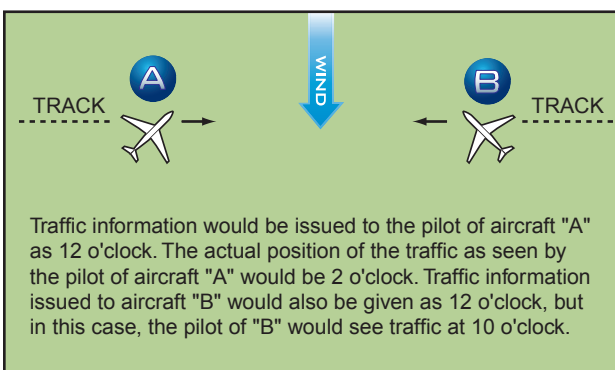 A
B
WIND
TRACK
TRACK
Traffic information would be issued to the pilot of aircraft "A"
as 12 o'clock. The actual position of the traffic as seen by
the pilot of aircraft "A" would be 2 o'clock. Traffic information
issued to aircraft "B" would also be given as 12 o'clock, but
in this case, the pilot of "B" would see traffic at 10 o'clock.